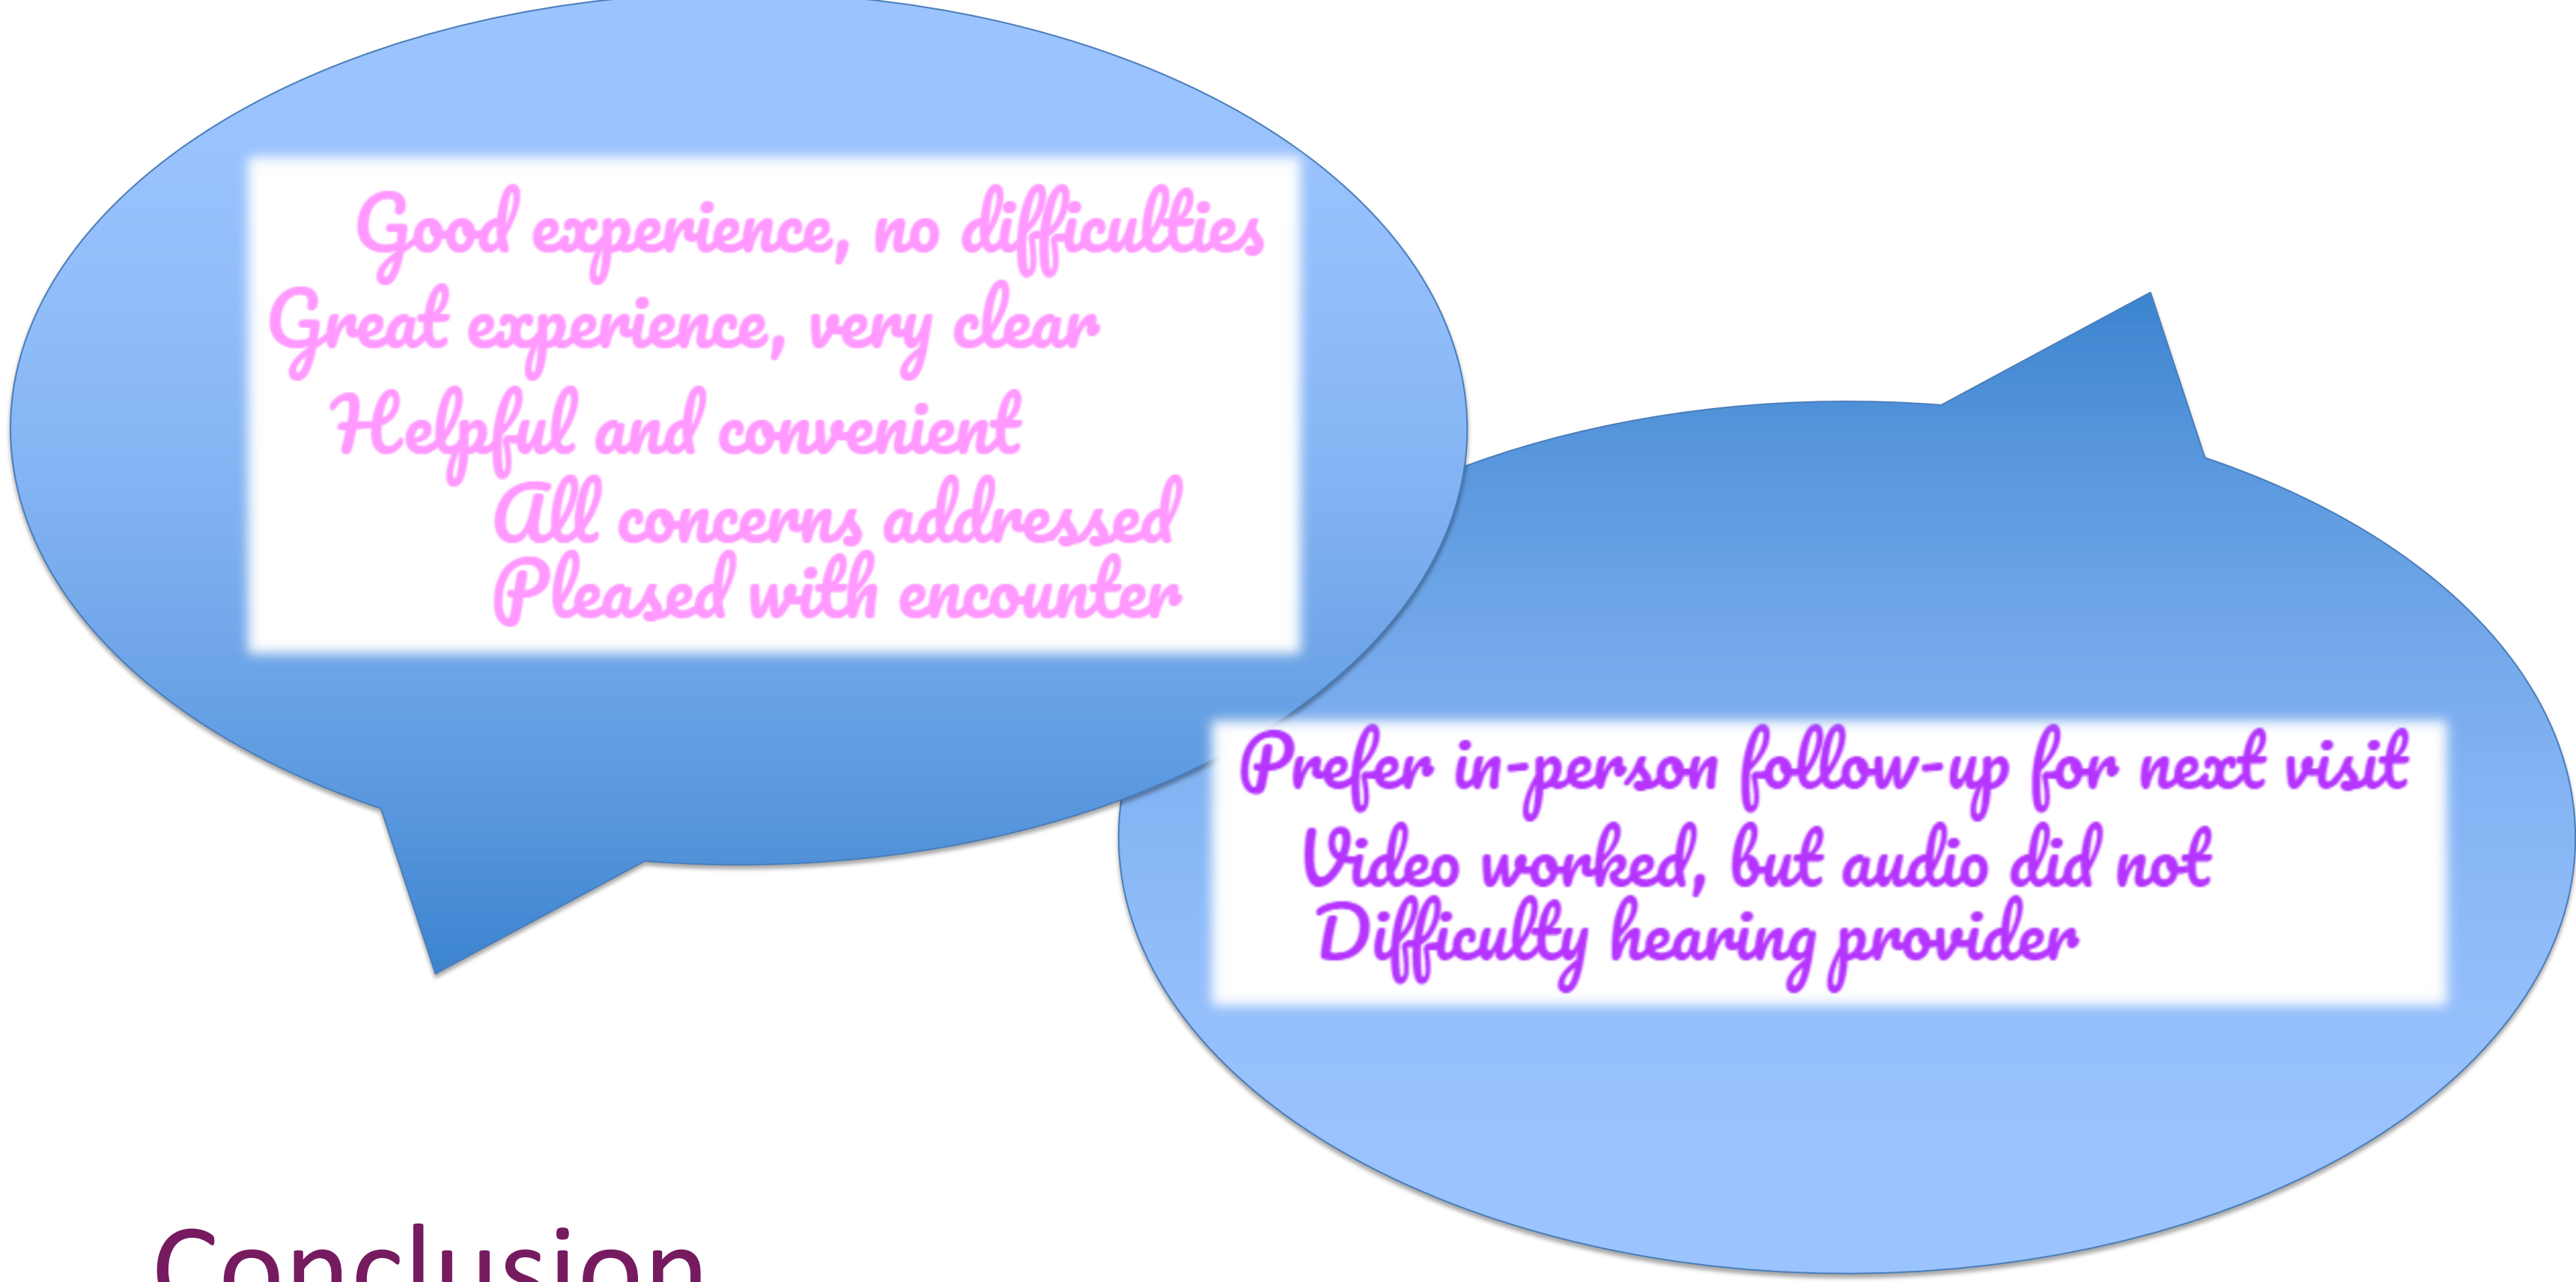 Good experience, no difficulties
Great experience, very clear
Helpful and convenient
All concerns addressed
Pleased with encounter
Prefer in-person follow-up for next visit
Video worked, but audio did not
Difficulty hearing provider
Conclusion